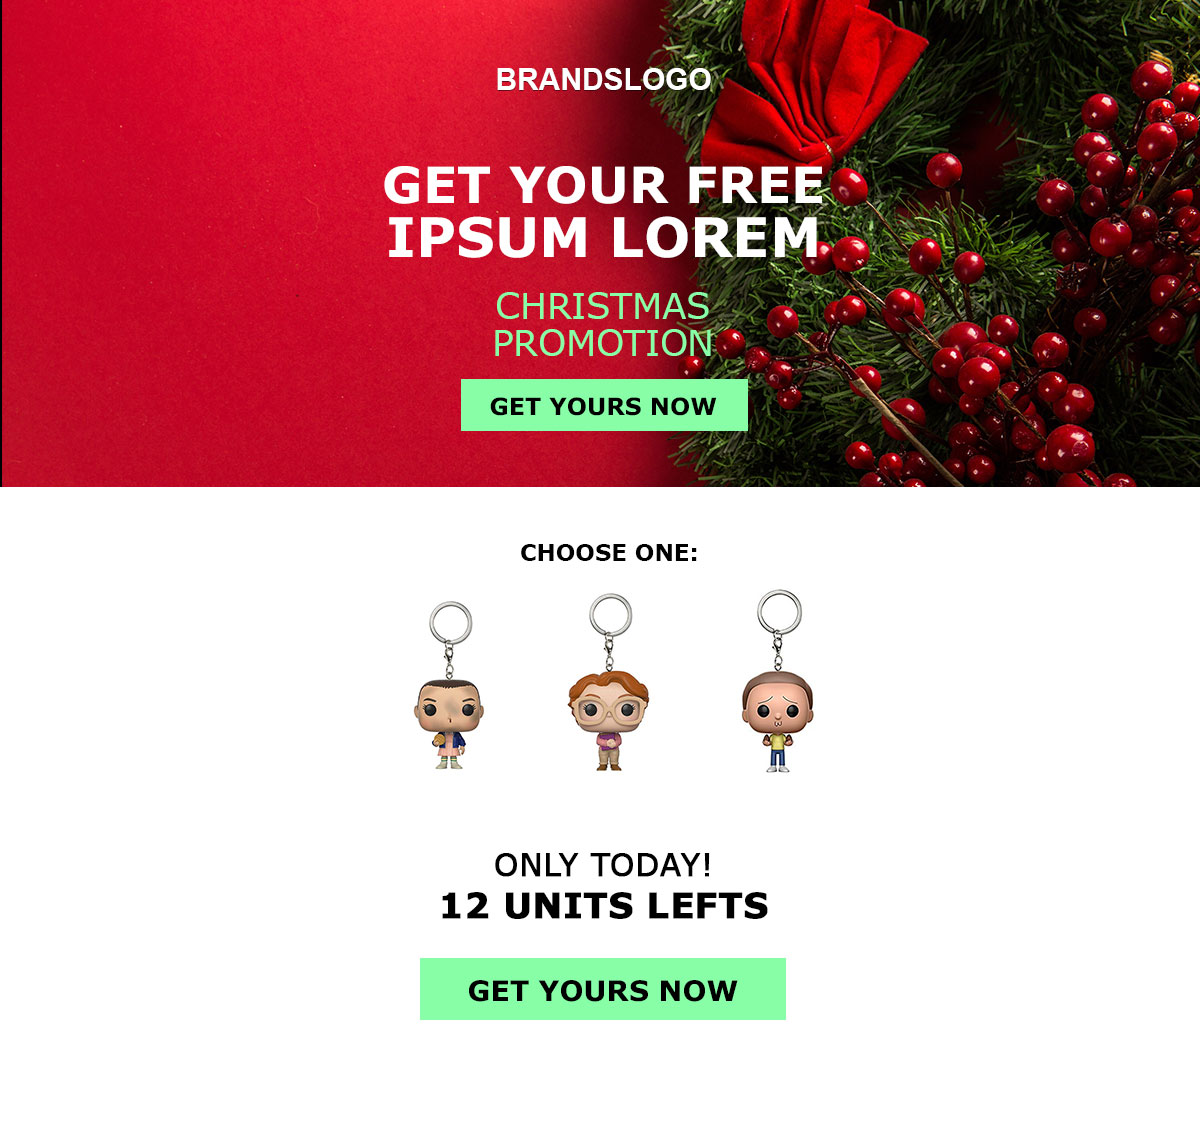 BRANDSLOGO
GET YOUR FREE
IPSUM LOREM
CHRISTMAS
PROMOTION
GET YOURS NOW
CHOOSE ONE:
ONLY TODAY!
12 UNITS LEFTS
GET YOURS NOW